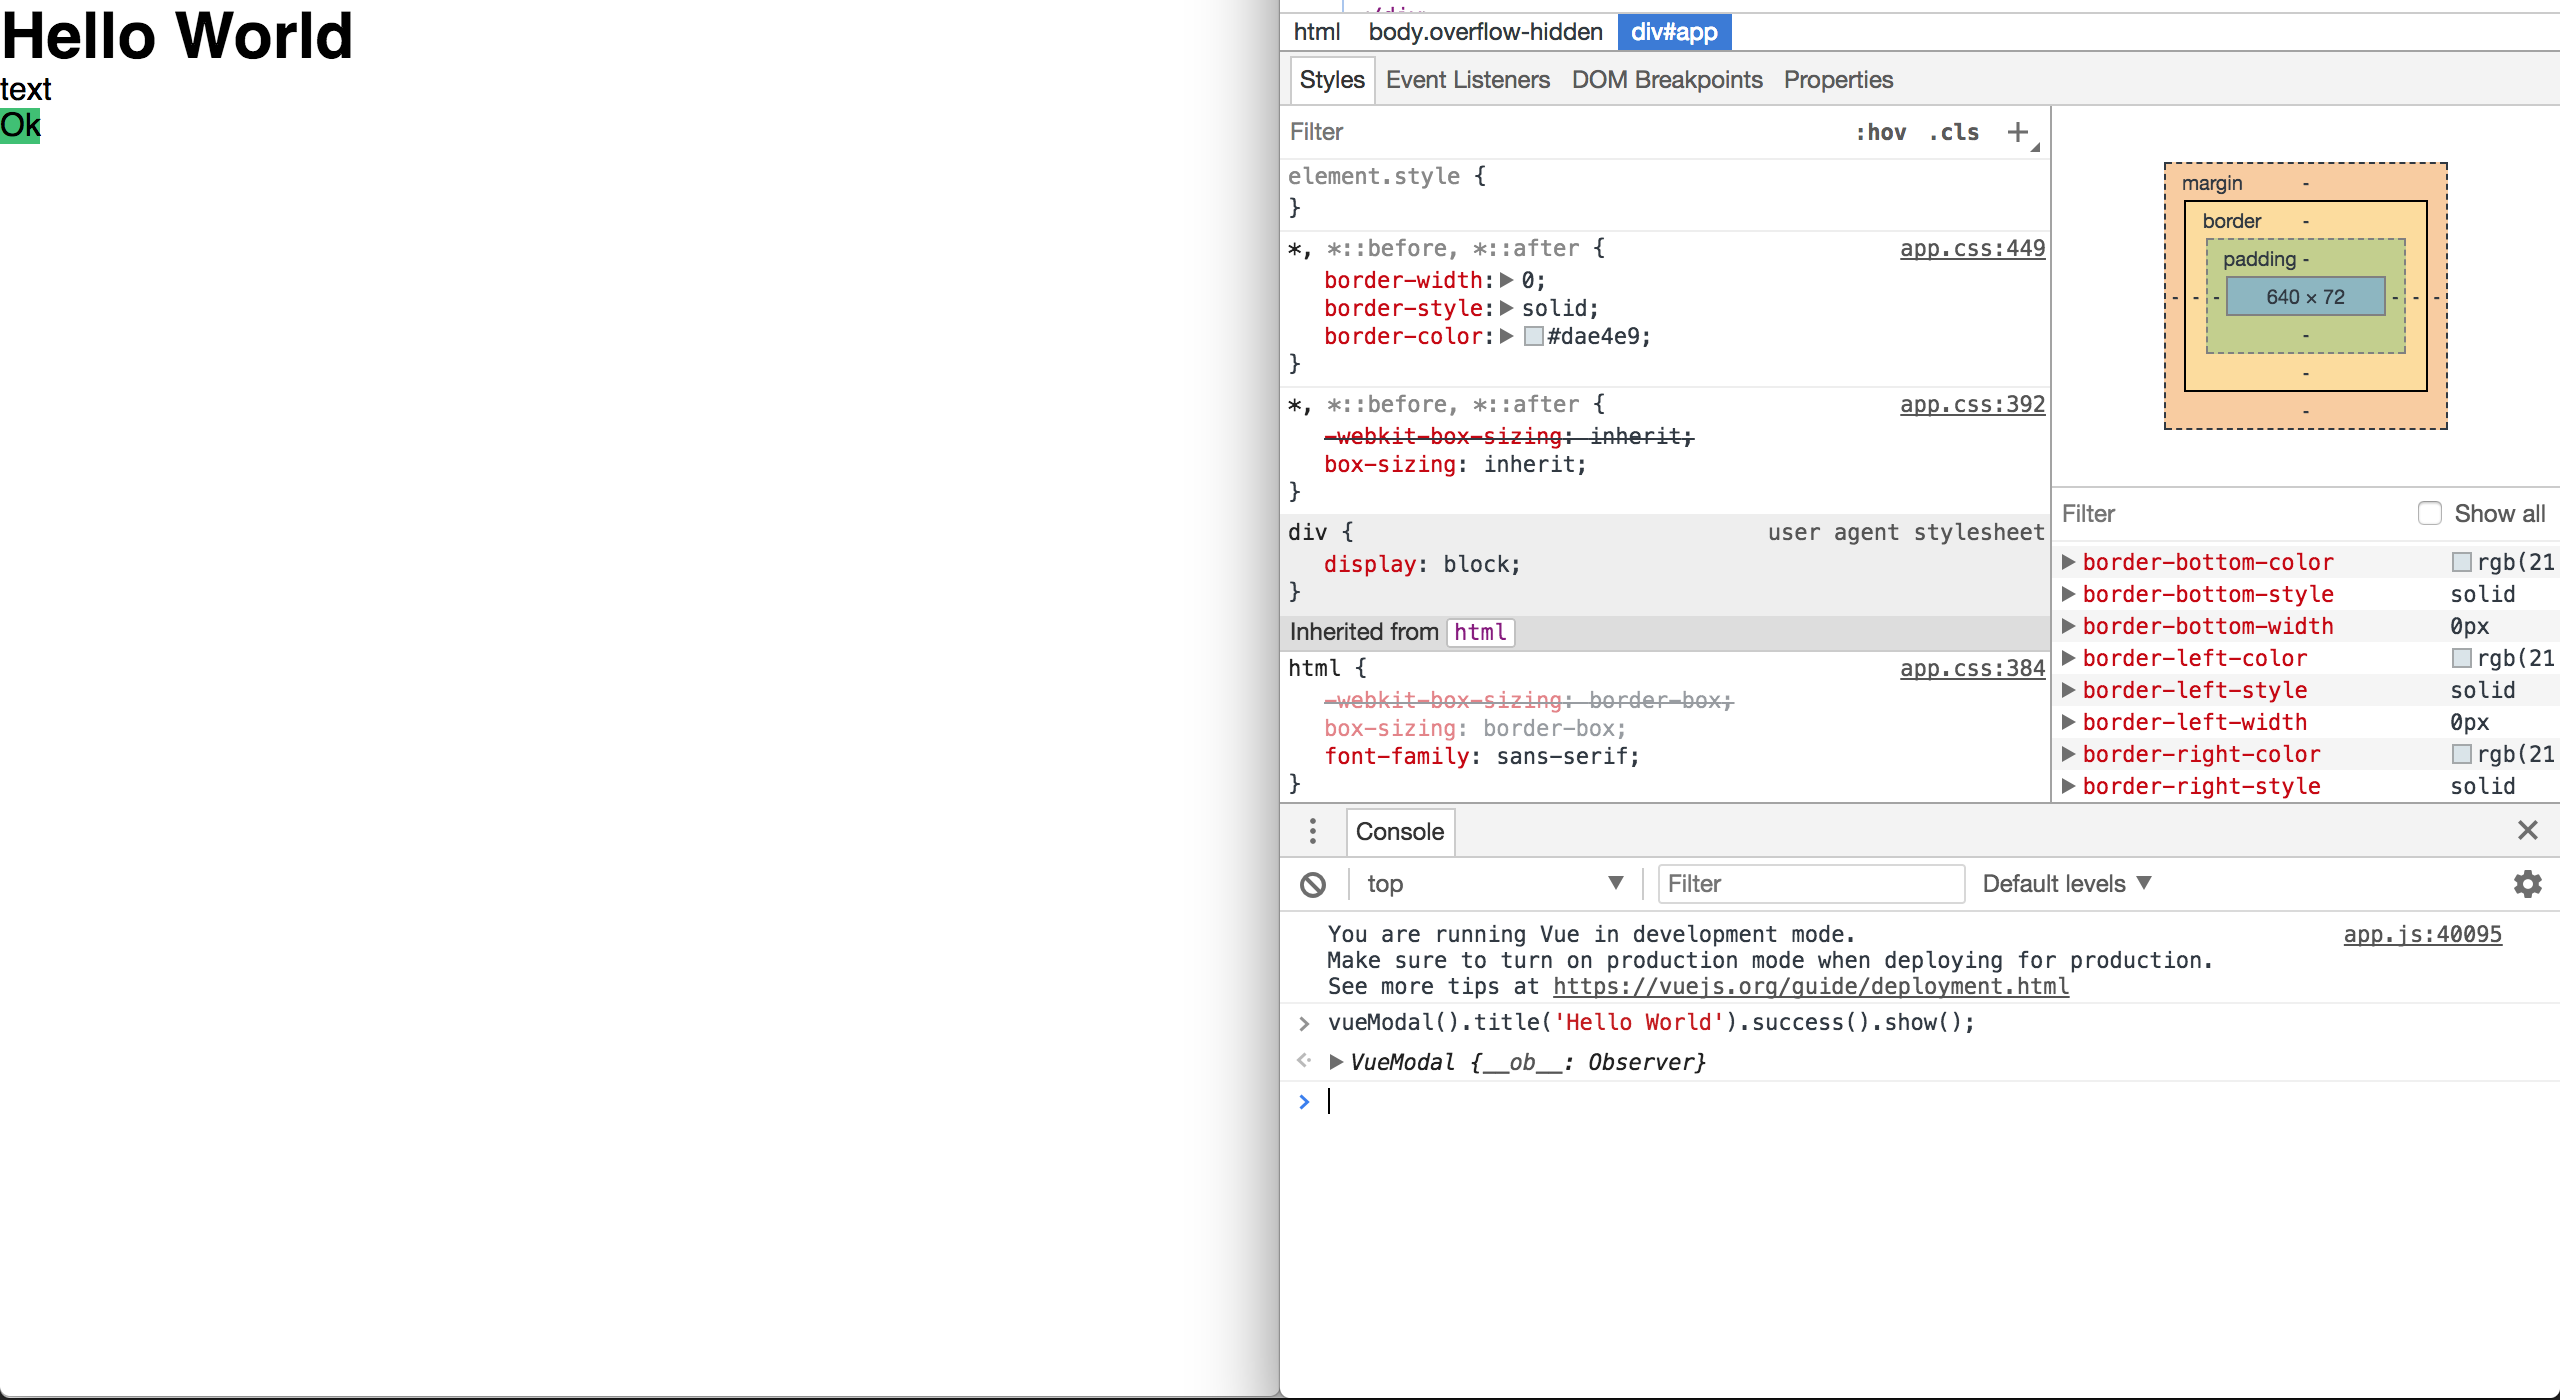 Hello World
text
Ok
</div>
html body.overflow-hidden div#app
Styles Event Listeners DOM Breakpoints Properties
Filter :hov .cls +
element.style {
}
*, *::before, *::after { app.css:449
border-width: 0;
border-style: solid;
border-color: #dae4e9;
}
*, *::before, *::after { app.css:392
-webkit-box-sizing: inherit;
box-sizing: inherit;
}
div { user agent stylesheet
display: block;
}
Inherited from html
html { app.css:384
-webkit-box-sizing: border-box;
box-sizing: border-box;
font-family: sans-serif;
}
margin -
border -
padding -
- - - 640 × 72 - - -
-
-
-
Filter Show all
border-bottom-color rgb(21
border-bottom-style solid
border-bottom-width 0px
border-left-color rgb(21
border-left-style solid
border-left-width 0px
border-right-color rgb(21
border-right-style solid
Console
top Filter Default levels
You are running Vue in development mode. app.js:40095
Make sure to turn on production mode when deploying for production.
See more tips at https://vuejs.org/guide/deployment.html
> vueModal().title('Hello World').success().show();
VueModal {__ob__: Observer}
>